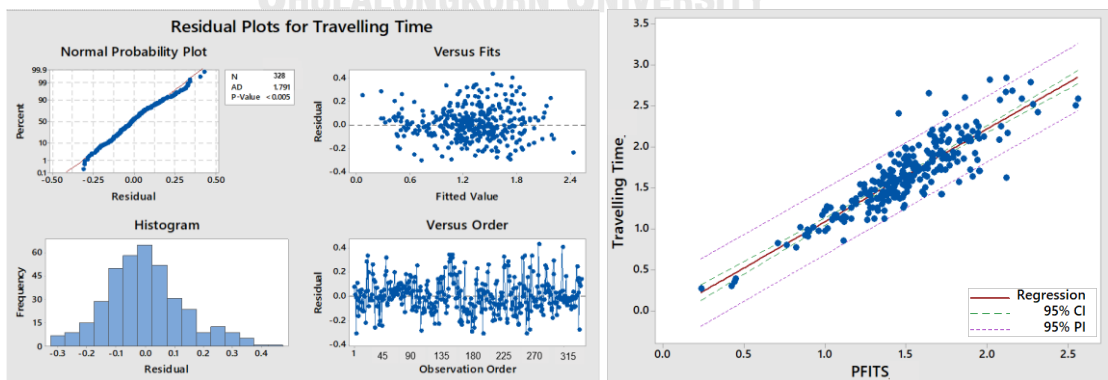 CHULALONGKORN UNIVERSITY
Residual Plots for Travelling Time
Normal Probability Plot
99.9
99
90
50
10
1
0.1
Percent
-0.50 -0.25 0.00 0.25 0.50
Residual
N 328
AD 1.791
P-Value <0.005
Versus Fits
0.4
0.2
0.0
-0.2
-0.4
Residual
0.0 0.6 1.2 1.8 2.4
Fitted Value
Histogram
60
45
30
15
0
Frequency
-0.3 -0.2 -0.1 0.0 0.1 0.2 0.3 0.4
Residual
Versus Order
0.4
0.2
0.0
-0.2
-0.4
Residual
1 45 90 135 180 225 270 315
Observation Order
3.5
3.0
2.5
2.0
1.5
1.0
0.5
0.0
Travelling Time
0.0 0.5 1.0 1.5 2.0 2.5
PFITS
Regression
95% CI
95% PI